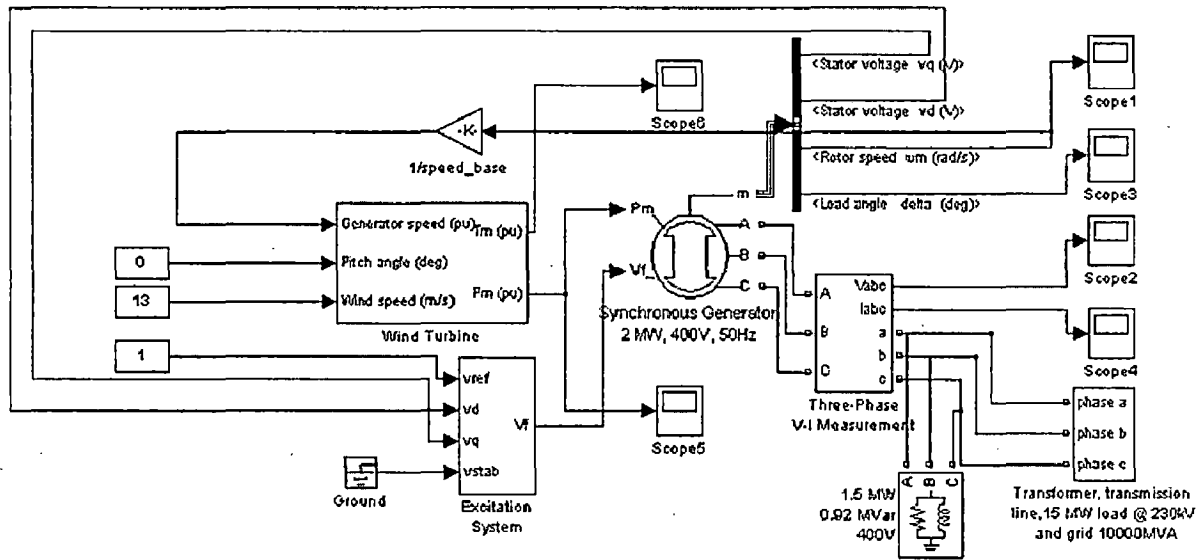 <Stator voltage vq (V)>
Scope1
Scope6
<Stator voltage vd (V)>
-K-
1/speed_base
<Rotor speed wm (rad/s)>
Scope3
<Load angle delta (deg)>
m
Generator speed (pu)
Tm (pu)
Pm
A
0
Pitch angle (deg)
B
Vf_
C
13
Wind speed (m/s)
Pm (pu)
Scope2
Wind Turbine
Synchronous Generator
2 MW, 400V, 50Hz
A
B
C
Vabc
Iabc
a
b
c
Scope4
1
vref
vd
vq
vstab
Vf
Scope5
Three-Phase
V-I Measurement
phase a
phase b
phase c
Ground
Excitation
System
A B C
1.5 MW
0.92 MVar
400V
Transformer, transmission
line,15 MW load @ 230kV
and grid 10000MVA